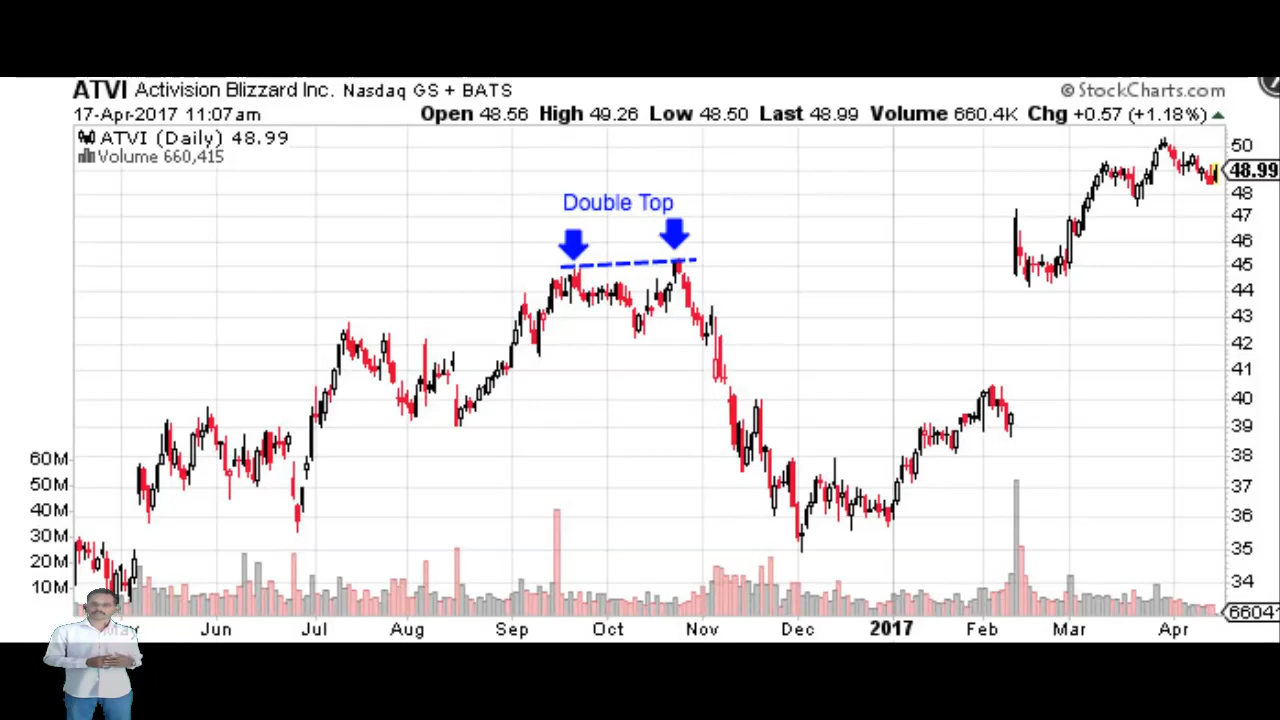 ATVI Activision Blizzard Inc. Nasdaq GS + BATS
© StockCharts.com
17-Apr-2017 11:07am
Open 48.56 High 49.26 Low 48.50 Last 48.99 Volume 660.4K Chg +0.57 (+1.18%)
ATVI (Daily) 48.99
Volume 660,415
Double Top
50
48.99
48
47
46
45
44
43
42
41
40
39
38
37
36
35
34
60M
50M
40M
30M
20M
10M
66041
May Jun Jul Aug Sep Oct Nov Dec 2017 Feb Mar Apr